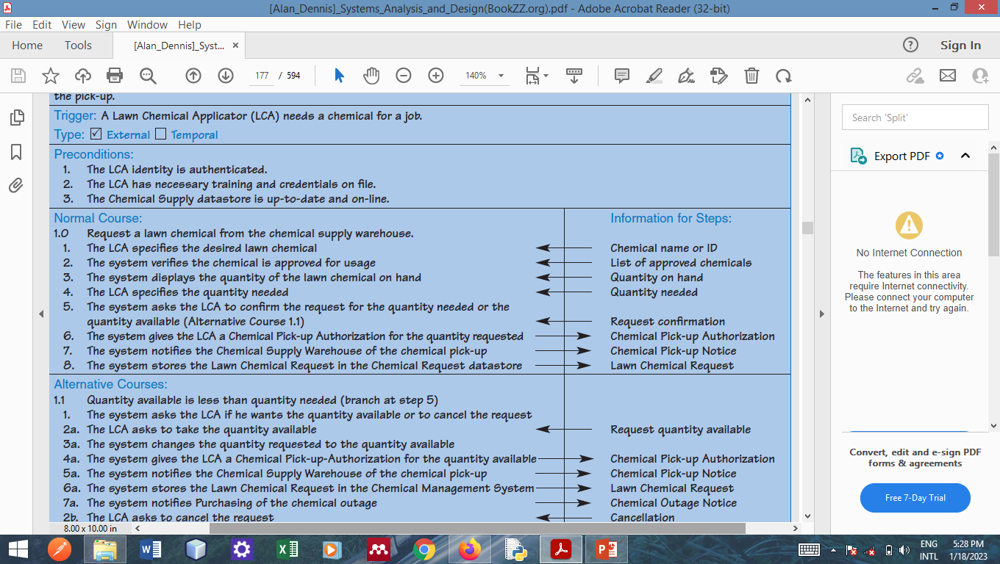 [Alan_Dennis]_Systems_Analysis_and_Design(BookZZ.org).pdf - Adobe Acrobat Reader (32-bit)
File Edit View Sign Window Help
Home Tools [Alan_Dennis]_Syst... × Sign In
177 / 594 140%
the pick-up.
Trigger: A Lawn Chemical Applicator (LCA) needs a chemical for a job.
Type: External Temporal
Preconditions:
1. The LCA identity is authenticated.
2. The LCA has necessary training and credentials on file.
3. The Chemical Supply datastore is up-to-date and on-line.
Normal Course: Information for Steps:
1.0 Request a lawn chemical from the chemical supply warehouse.
1. The LCA specifies the desired lawn chemical Chemical name or ID
2. The system verifies the chemical is approved for usage List of approved chemicals
3. The system displays the quantity of the lawn chemical on hand Quantity on hand
4. The LCA specifies the quantity needed Quantity needed
5. The system asks the LCA to confirm the request for the quantity needed or the
quantity available (Alternative Course 1.1) Request confirmation
6. The system gives the LCA a Chemical Pick-up Authorization for the quantity requested Chemical Pick-up Authorization
7. The system notifies the Chemical Supply Warehouse of the chemical pick-up Chemical Pick-up Notice
8. The system stores the Lawn Chemical Request in the Chemical Request datastore Lawn Chemical Request
Alternative Courses:
1.1 Quantity available is less than quantity needed (branch at step 5)
1. The system asks the LCA if he wants the quantity available or to cancel the request
2a. The LCA asks to take the quantity available Request quantity available
3a. The system changes the quantity requested to the quantity available
4a. The system gives the LCA a Chemical Pick-up-Authorization for the quantity available Chemical Pick-up Authorization
5a. The system notifies the Chemical Supply Warehouse of the chemical pick-up Chemical Pick-up Notice
6a. The system stores the Lawn Chemical Request in the Chemical Management System Lawn Chemical Request
7a. The system notifies Purchasing of the chemical outage Chemical Outage Notice
2b. The LCA asks to cancel the request Cancellation
8.00 x 10.00 in
Search 'Split'
Export PDF
No Internet Connection
The features in this area
require Internet connectivity.
Please connect your computer
to the Internet and try again.
Convert, edit and e-sign PDF
forms & agreements
Free 7-Day Trial
ENG 5:28 PM
INTL 1/18/2023